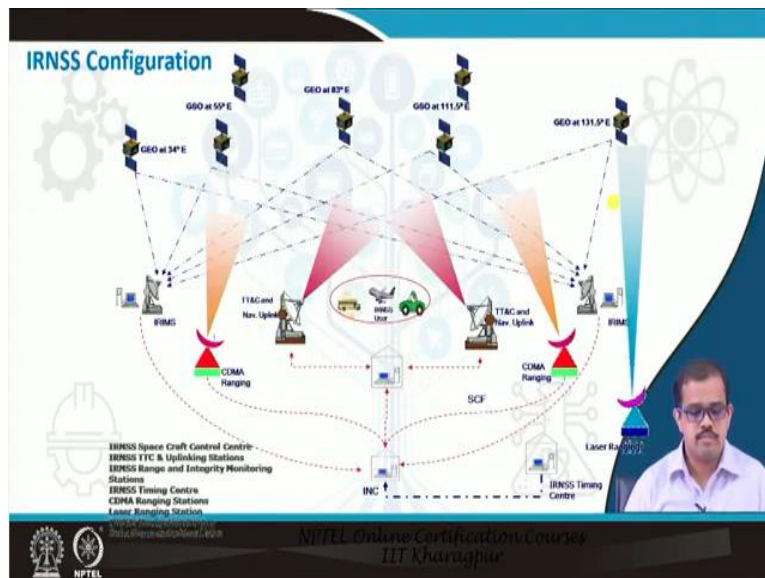 IRNSS Configuration
GEO at 83° E
GSO at 55° E
GSO at 111.5° E
GEO at 131.5° E
GEO at 34° E
IRIMS
TT&C and
Nav. Uplink
IRNSS
User
TT&C and
Nav. Uplink
IRIMS
CDMA
Ranging
CDMA
Ranging
SCF
Laser Ranging
IRNSS Space Craft Control Centre
IRNSS TTC & Uplinking Stations
IRNSS Range and Integrity Monitoring
Stations
IRNSS Timing Centre
CDMA Ranging Stations
Laser Ranging Station
INC
IRNSS Timing
Centre
NPTEL Online Certification Courses
IIT Kharagpur
NPTEL